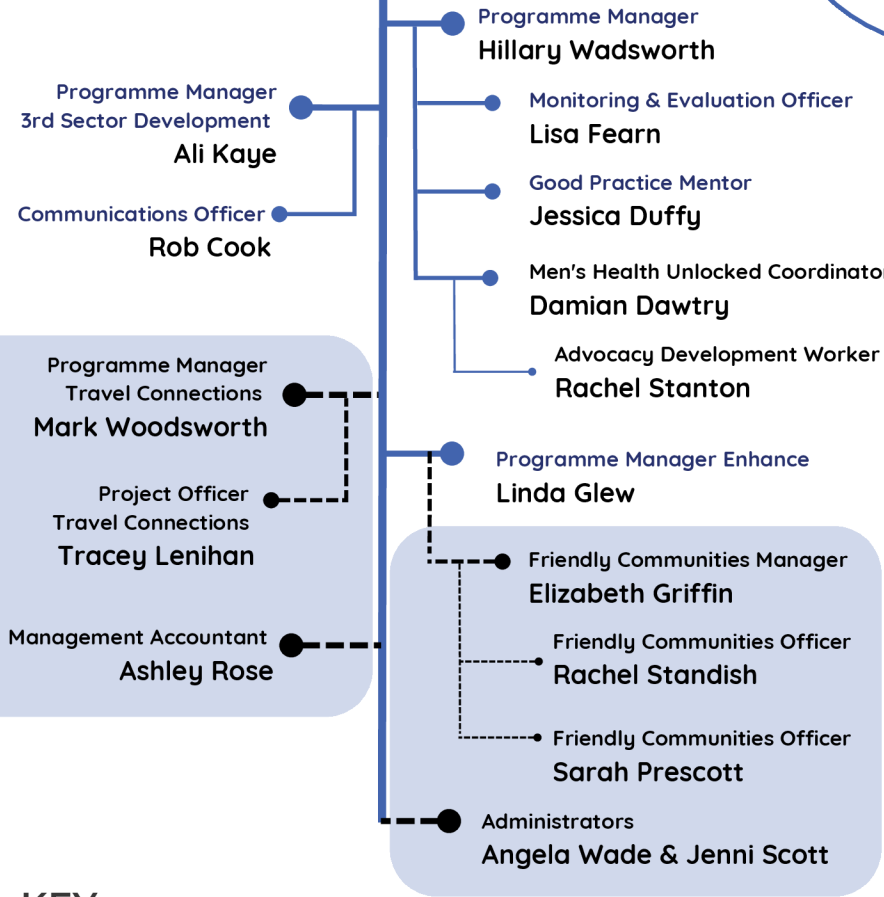 Programme Manager
Hillary Wadsworth
Monitoring & Evaluation Officer
Lisa Fearn
Good Practice Mentor
Jessica Duffy
Men's Health Unlocked Coordinator
Damian Dawtry
Advocacy Development Worker
Rachel Stanton
Programme Manager
3rd Sector Development
Ali Kaye
Communications Officer
Rob Cook
Programme Manager
Travel Connections
Mark Woodsworth
Project Officer
Travel Connections
Tracey Lenihan
Management Accountant
Ashley Rose
Programme Manager Enhance
Linda Glew
Friendly Communities Manager
Elizabeth Griffin
Friendly Communities Officer
Rachel Standish
Friendly Communities Officer
Sarah Prescott
Administrators
Angela Wade & Jenni Scott
KEY